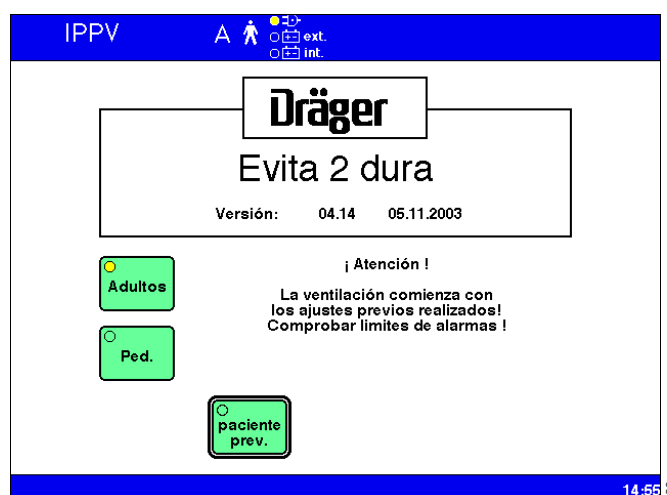 IPPV
A
ext.
int.
Dräger
Evita 2 dura
Versión: 04.14 05.11.2003
Adultos
¡ Atención !
La ventilación comienza con
los ajustes previos realizados!
Comprobar limites de alarmas !
Ped.
paciente
prev.
14:55